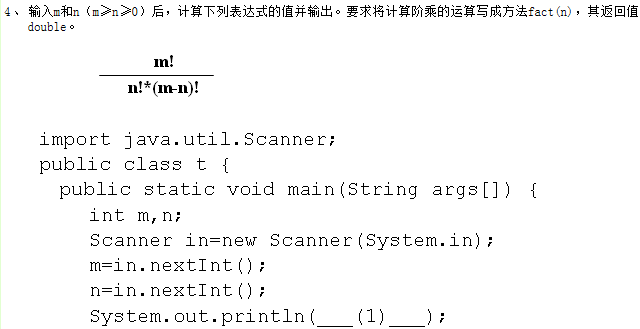 4、输入m和n（m≥n≥0）后，计算下列表达式的值并输出。要求将计算阶乘的运算写成方法fact(n)，其返回值
double。
m!
n!*(m-n)!
import java.util.Scanner;
public class t {
public static void main(String args[]) {
int m,n;
Scanner in=new Scanner(System.in);
m=in.nextInt();
n=in.nextInt();
System.out.println(___(1)___);